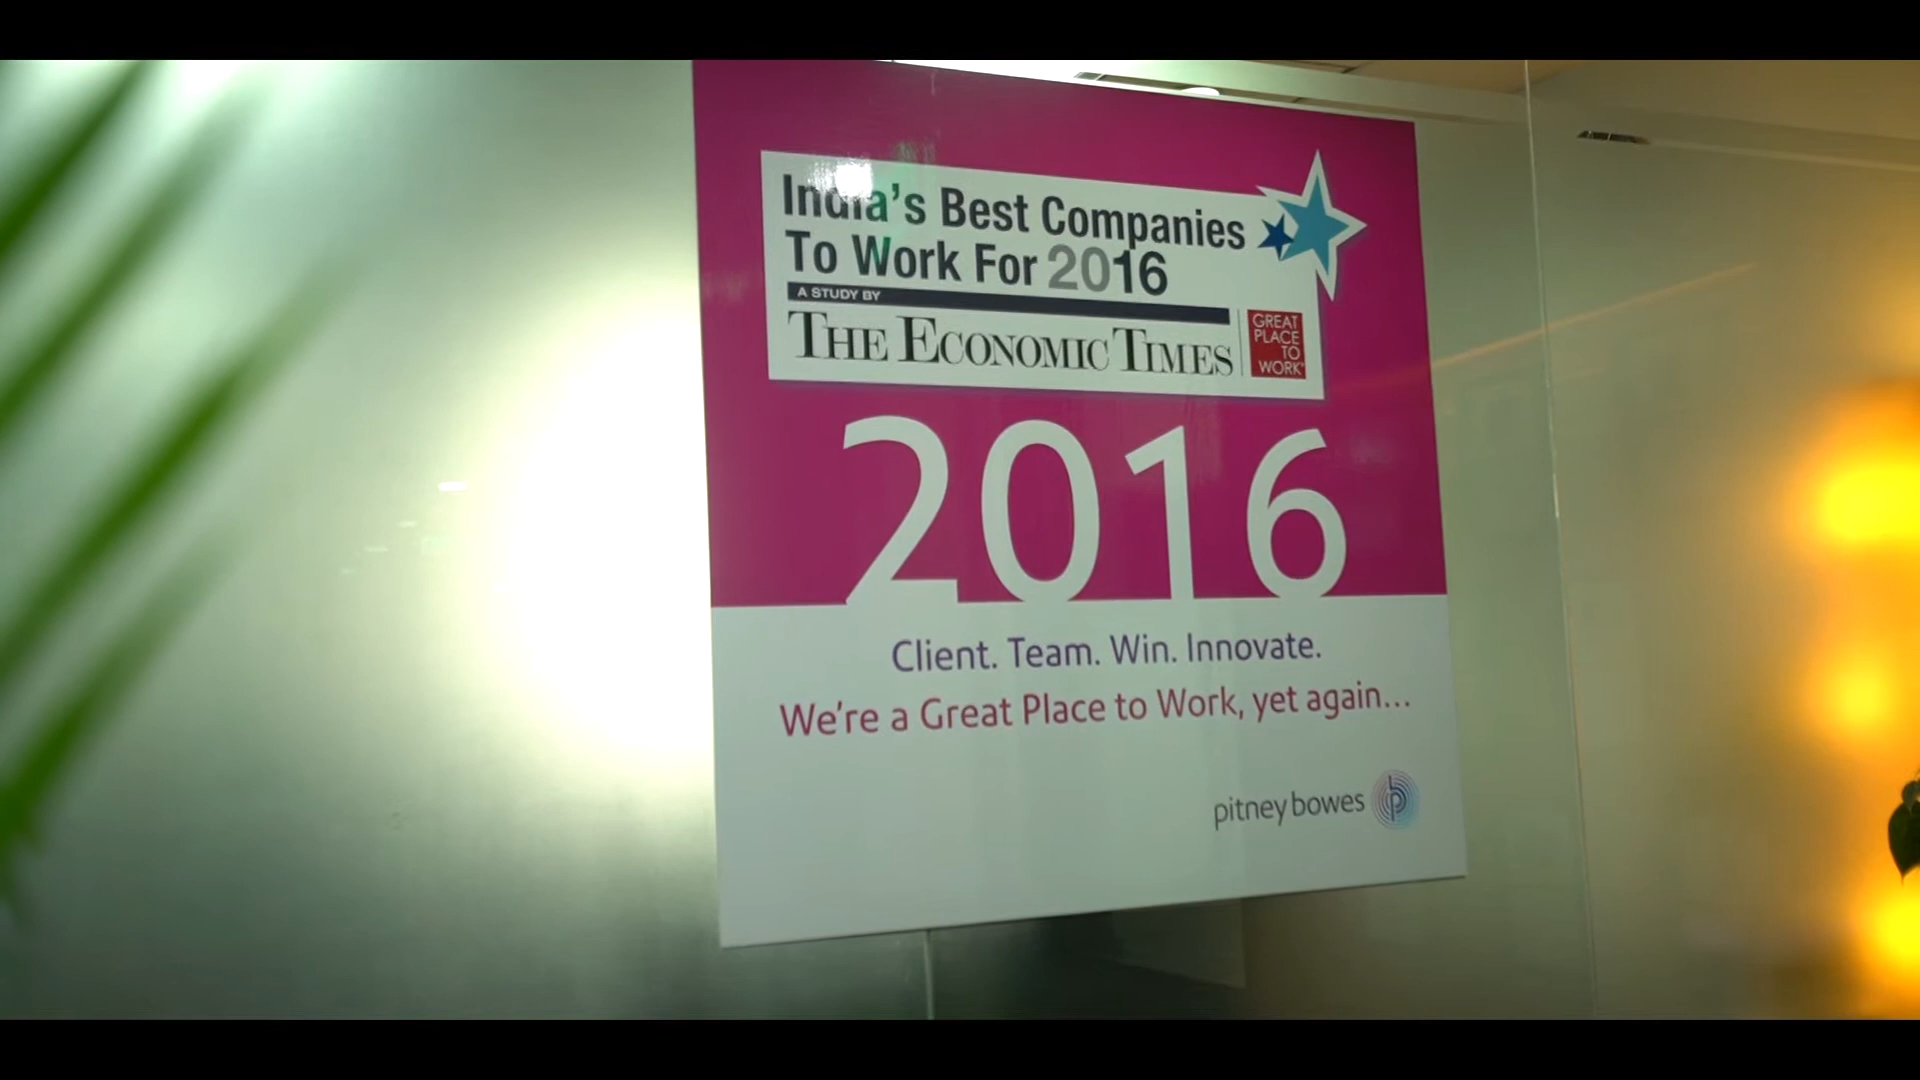 India's Best Companies
To Work For 2016
A STUDY BY
THE ECONOMIC TIMES
GREAT
PLACE
TO
WORK®
2016
Client. Team. Win. Innovate.
We're a Great Place to Work, yet again...
pitney bowes